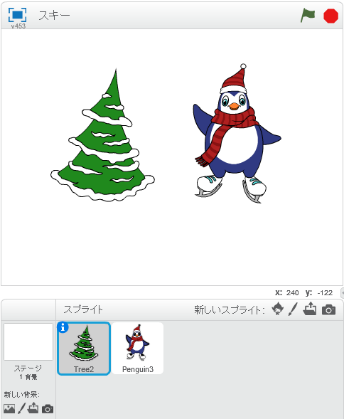 スキー
v453
X: 240 y: -122
スプライト 新しいスプライト:
ステージ
1 背景
新しい背景:
Tree2
Penguin3